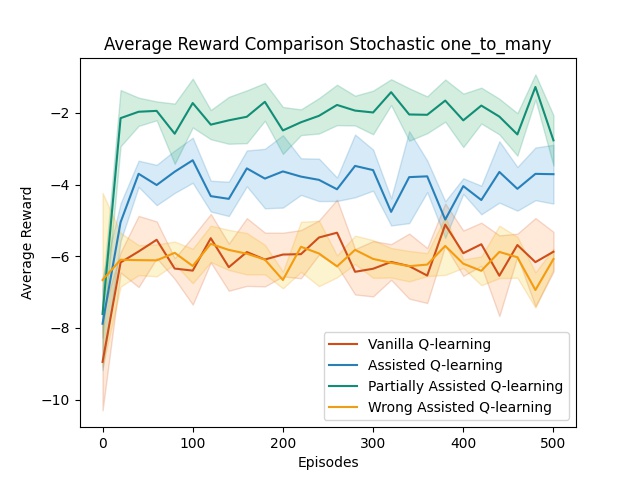 Average Reward Comparison Stochastic one_to_many
Average Reward
−2
−4
−6
−8
−10
0
100
200
300
400
500
Episodes
Vanilla Q-learning
Assisted Q-learning
Partially Assisted Q-learning
Wrong Assisted Q-learning